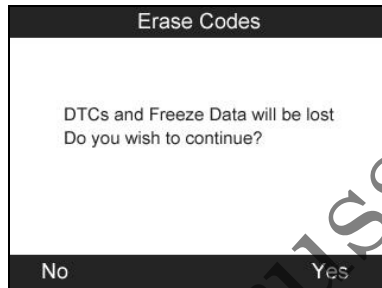 Erase Codes
DTCs and Freeze Data will be lost
Do you wish to continue?
No
Yes